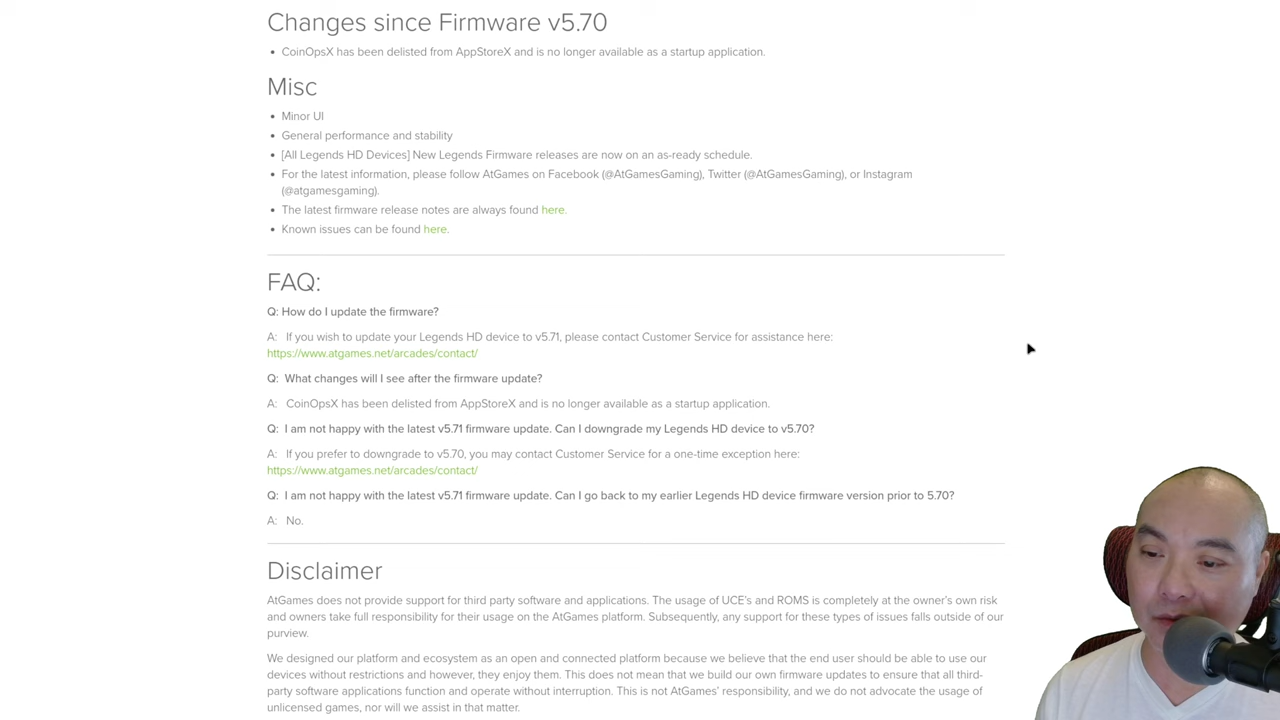 Changes since Firmware v5.70
• CoinOpsX has been delisted from AppStoreX and is no longer available as a startup application.
Misc
• Minor UI
• General performance and stability
• [All Legends HD Devices] New Legends Firmware releases are now on an as-ready schedule.
• For the latest information, please follow AtGames on Facebook (@AtGamesGaming), Twitter (@AtGamesGaming), or Instagram
(@atgamesgaming).
• The latest firmware release notes are always found here.
• Known issues can be found here.
FAQ:
Q: How do I update the firmware?
A: If you wish to update your Legends HD device to v5.71, please contact Customer Service for assistance here:
https://www.atgames.net/arcades/contact/
Q: What changes will I see after the firmware update?
A: CoinOpsX has been delisted from AppStoreX and is no longer available as a startup application.
Q: I am not happy with the latest v5.71 firmware update. Can I downgrade my Legends HD device to v5.70?
A: If you prefer to downgrade to v5.70, you may contact Customer Service for a one-time exception here:
https://www.atgames.net/arcades/contact/
Q: I am not happy with the latest v5.71 firmware update. Can I go back to my earlier Legends HD device firmware version prior to 5.70?
A: No.
Disclaimer
AtGames does not provide support for third party software and applications. The usage of UCE's and ROMS is completely at the owner's own risk
and owners take full responsibility for their usage on the AtGames platform. Subsequently, any support for these types of issues falls outside of our
purview.
We designed our platform and ecosystem as an open and connected platform because we believe that the end user should be able to use our
devices without restrictions and however, they enjoy them. This does not mean that we build our own firmware updates to ensure that all third-
party software applications function and operate without interruption. This is not AtGames' responsibility, and we do not advocate the usage of
unlicensed games, nor will we assist in that matter.